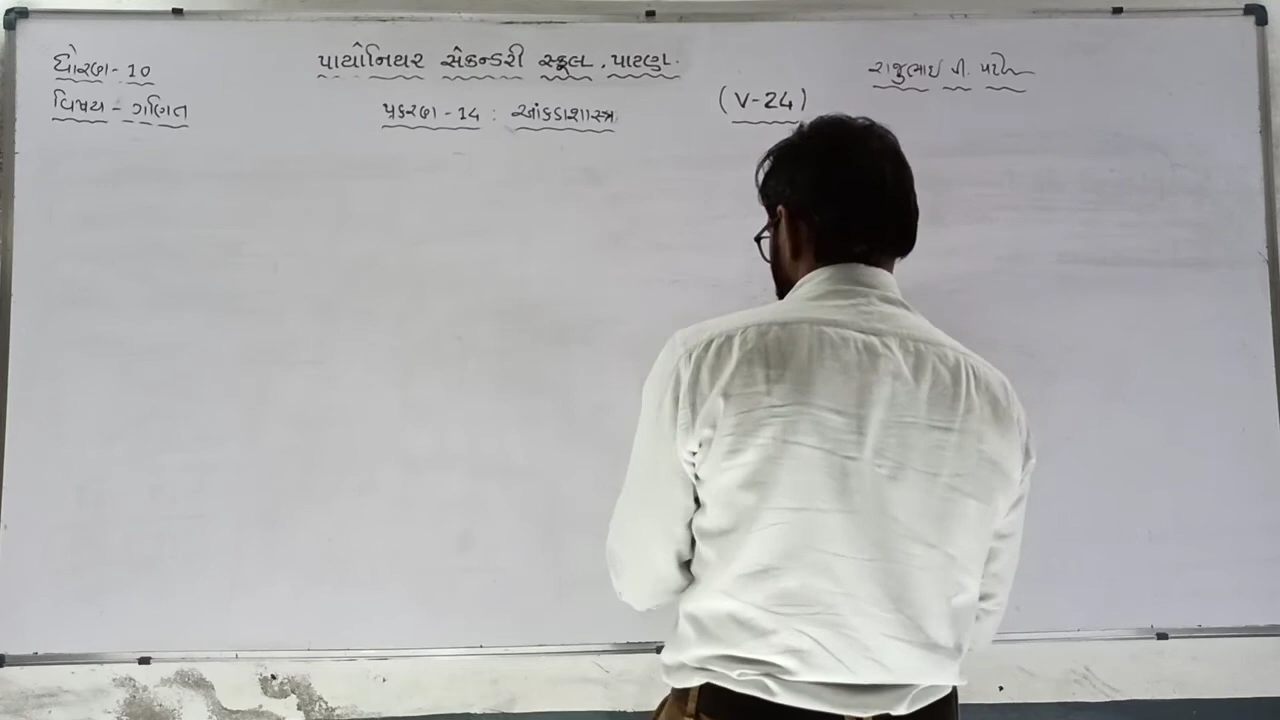 ધોરણ - 10
પાયોનિયર સેકન્ડરી સ્કૂલ, પાટણ.
રાજુભાઇ વી. પટેલ
વિષય - ગણિત
પ્રકરણ - 14 : આંકડાશાસ્ત્ર
(V-24)